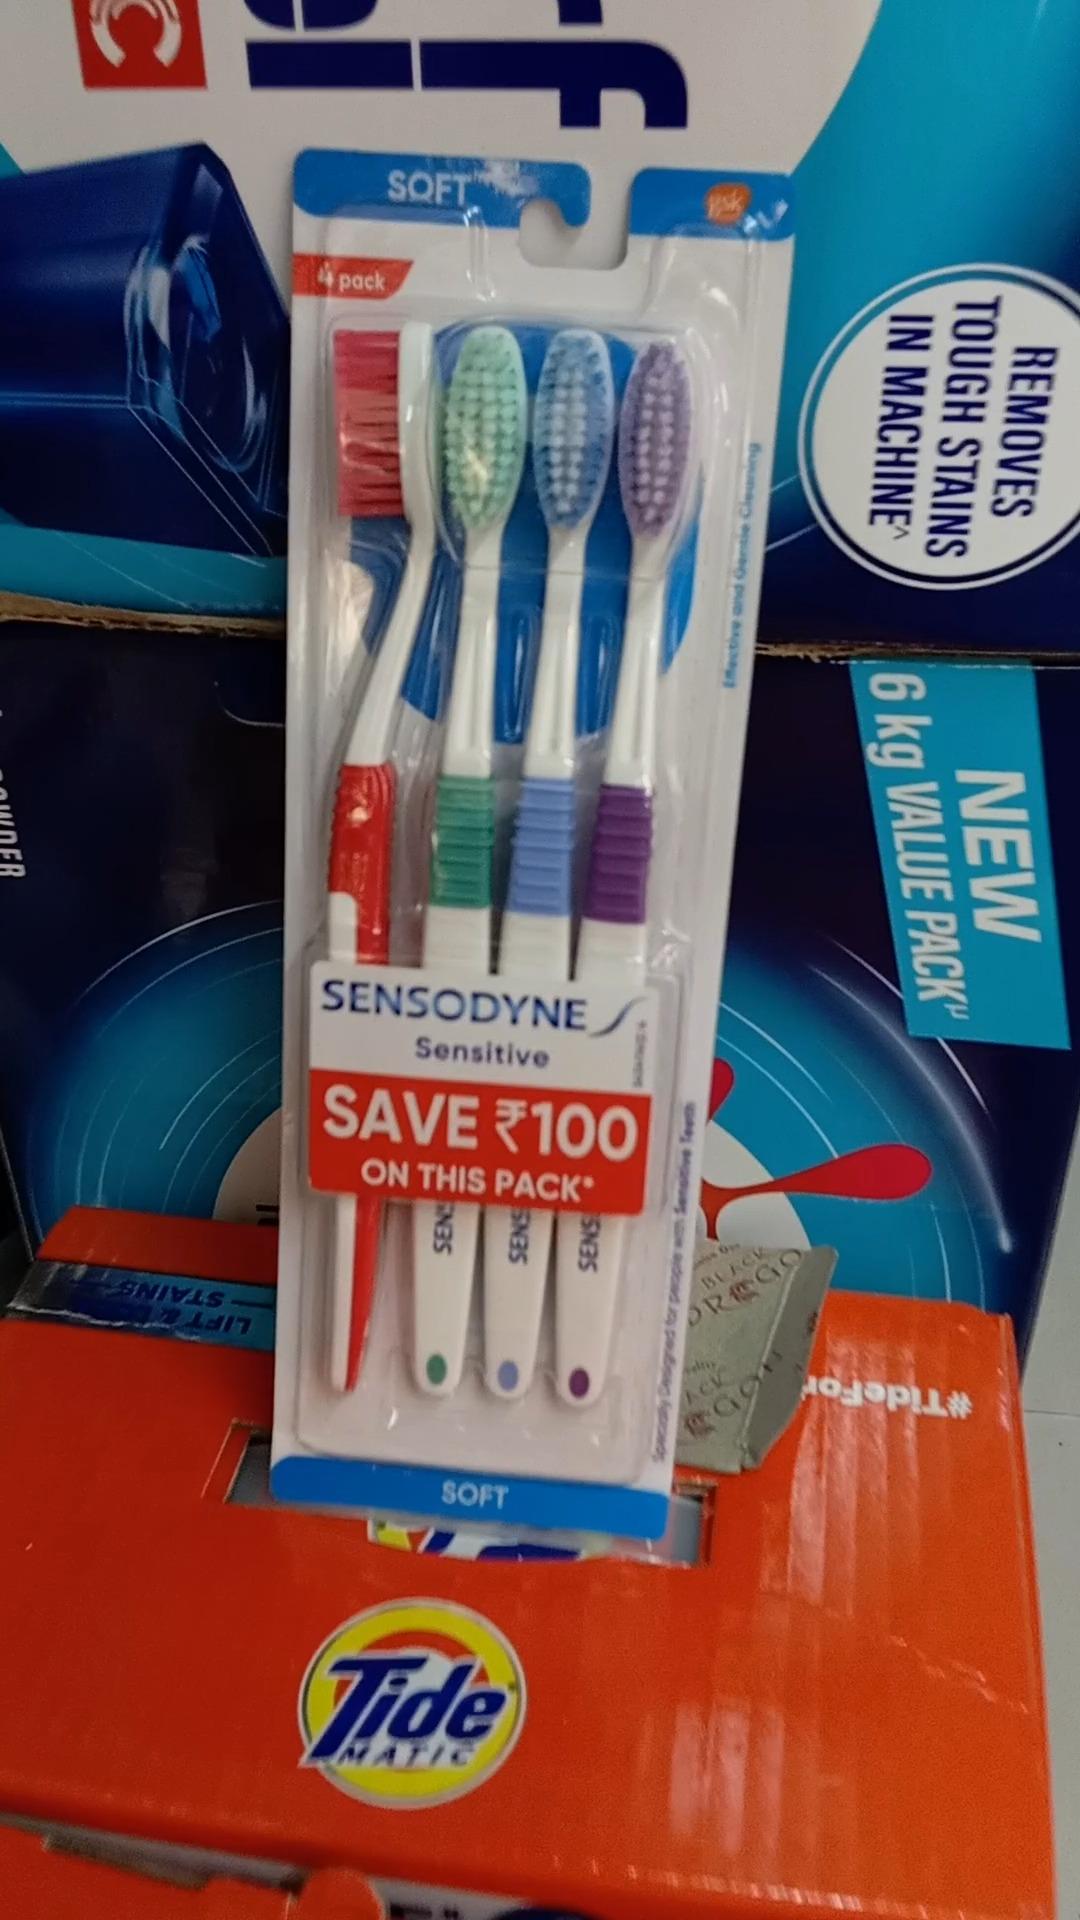 SOFT
gsk
4 pack
Effective and Gentle Cleaning
SENSODYNE
Sensitive
SAVE ₹100
ON THIS PACK*
Specially Designed for people with Sensitive Teeth
SENS
SENS
SENS
SOFT
REMOVES
TOUGH STAINS
IN MACHINE^
NEW
6 kg VALUE PACK
LIFT &
STAINS
#TideFor
BLACK
Tide
MATIC